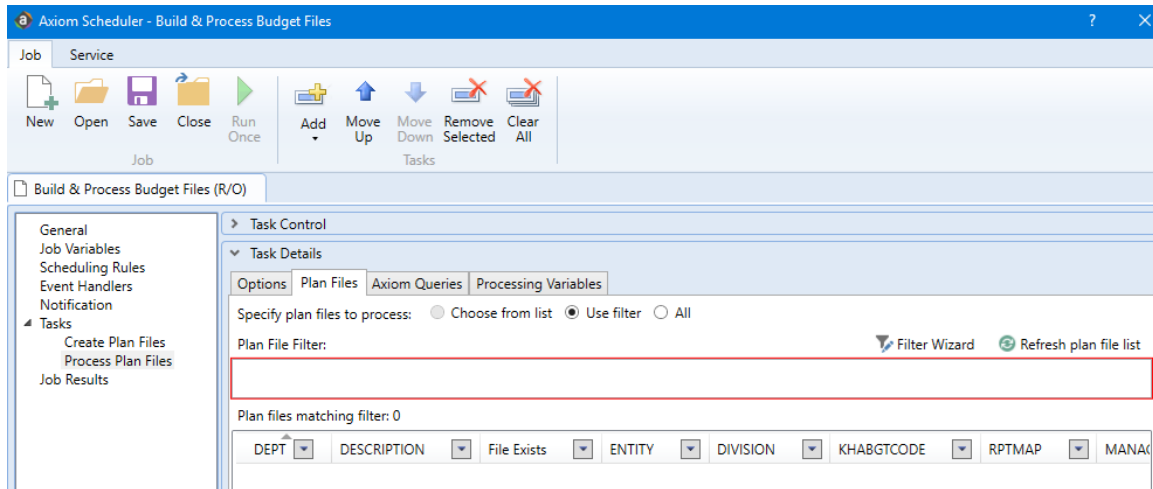 Axiom Scheduler - Build & Process Budget Files ?
Job Service
New Open Save Close Run Once Add Move Up Move Down Remove Selected Clear All
Job Tasks
Build & Process Budget Files (R/O)
General
Job Variables
Scheduling Rules
Event Handlers
Notification
Tasks
Create Plan Files
Process Plan Files
Job Results
Task Control
Task Details
Options Plan Files Axiom Queries Processing Variables
Specify plan files to process: Choose from list Use filter All
Plan File Filter: Filter Wizard Refresh plan file list
Plan files matching filter: 0
DEPT DESCRIPTION File Exists ENTITY DIVISION KHABGTCODE RPTMAP MANAG